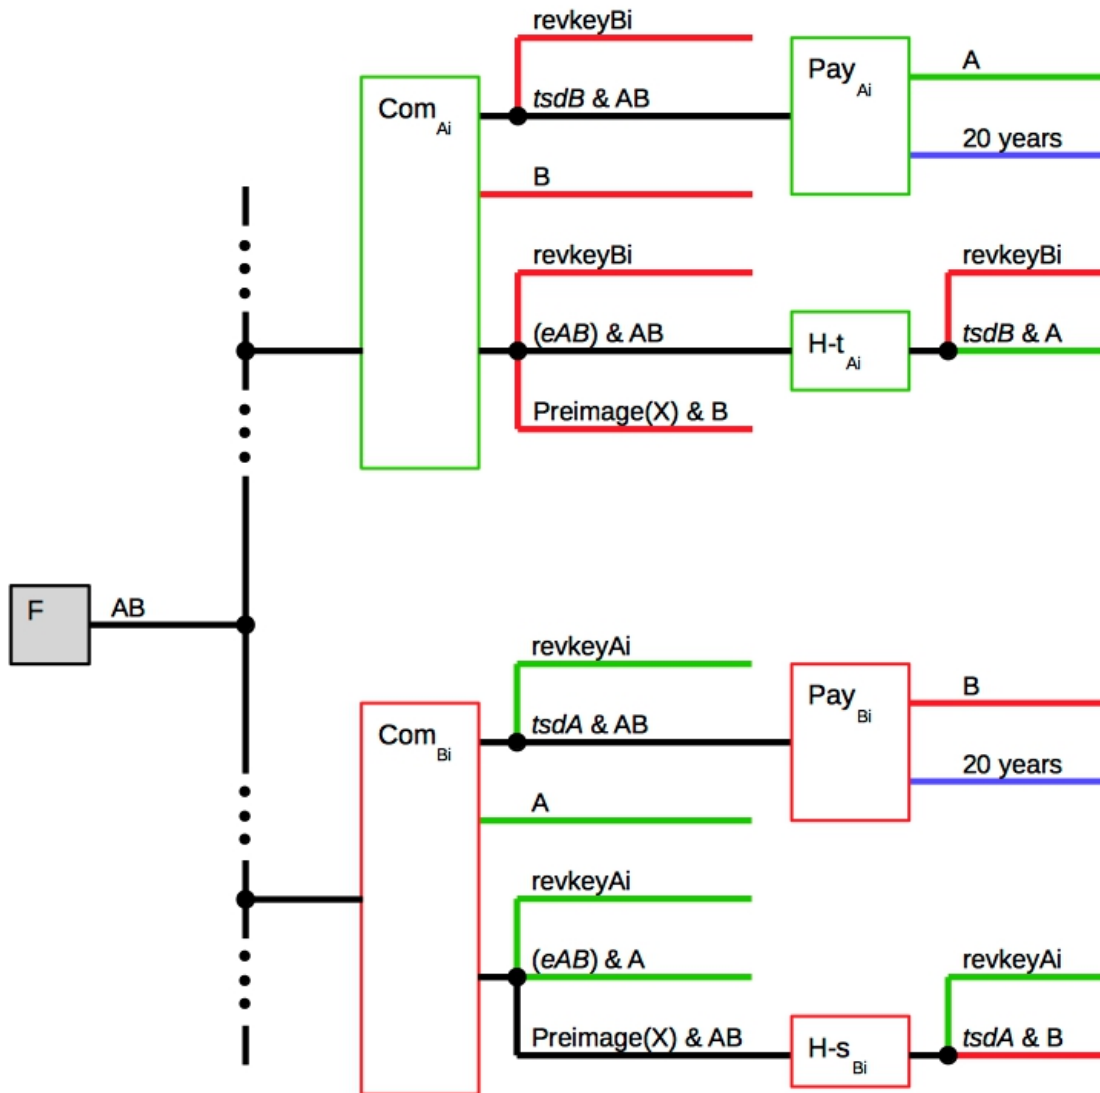 revkeyBi
Com Ai
tsdB & AB
Pay Ai
A
20 years
B
revkeyBi
(eAB) & AB
H-t Ai
revkeyBi
tsdB & A
Preimage(X) & B
F
AB
revkeyAi
Com Bi
tsdA & AB
Pay Bi
B
20 years
A
revkeyAi
(eAB) & A
revkeyAi
Preimage(X) & AB
H-s Bi
tsdA & B